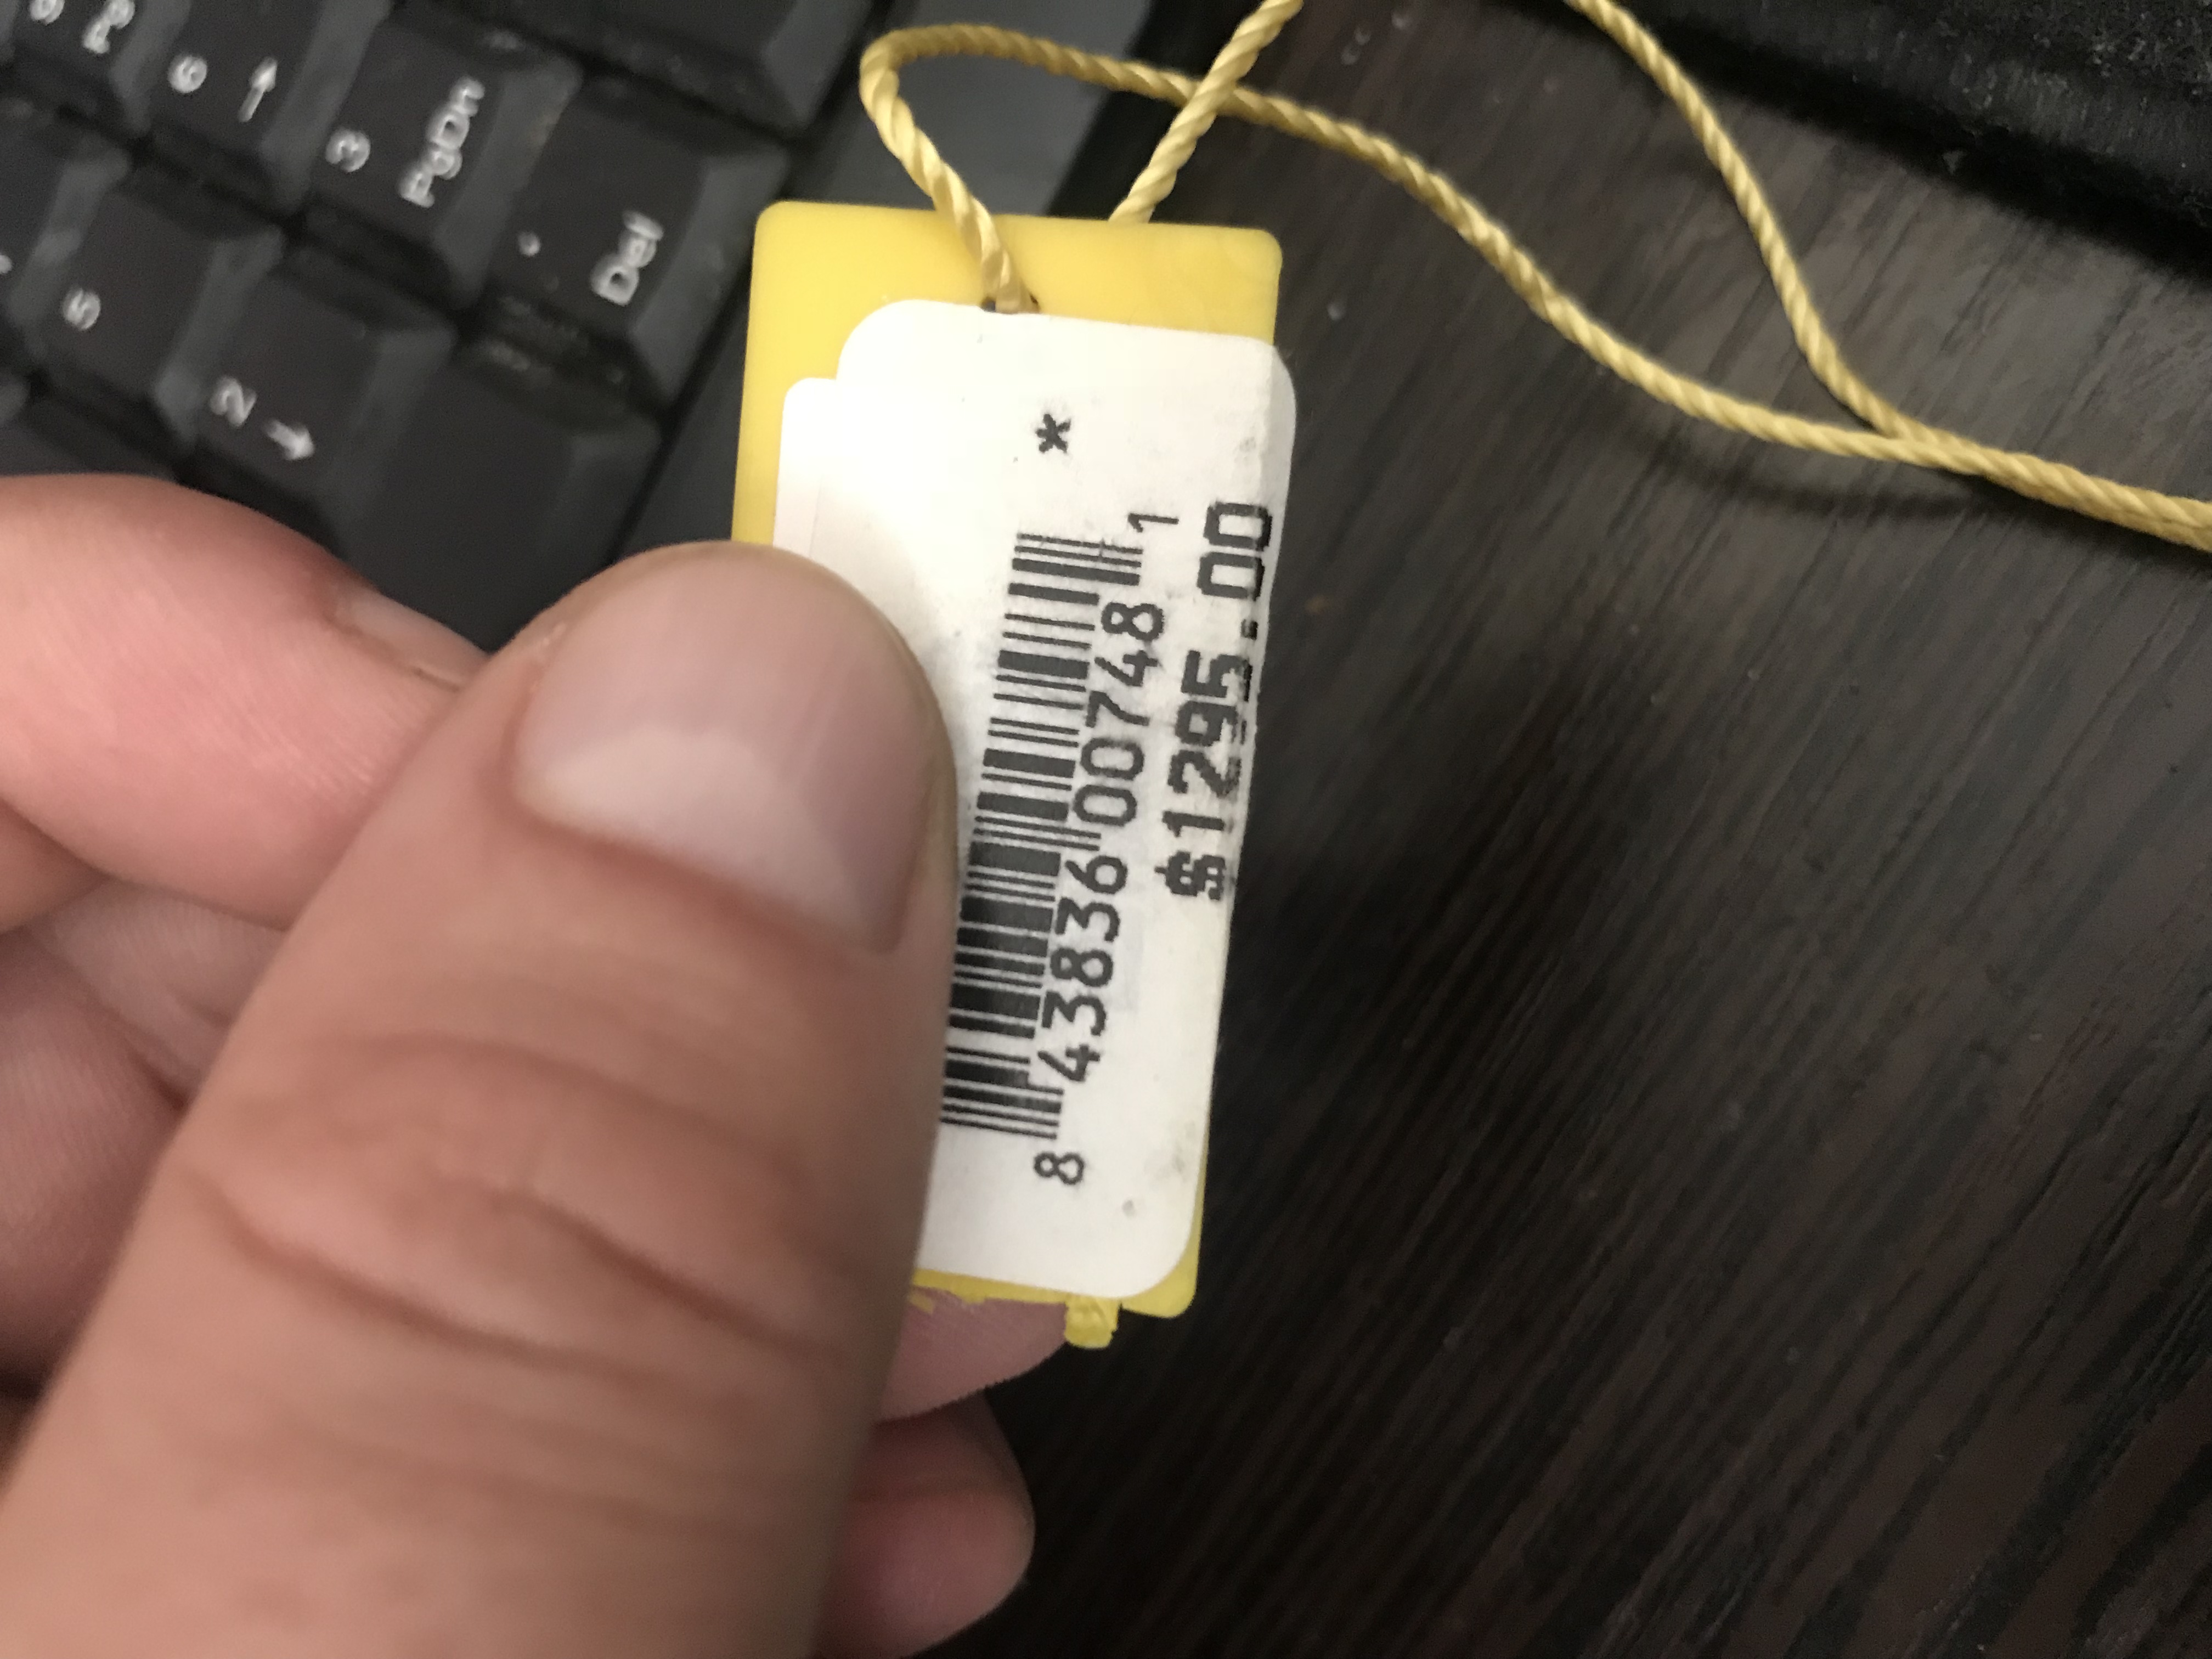 *
8 43836 00748 1
$1295.00
6 →
3 PgDn
. Del
5
2 ↓